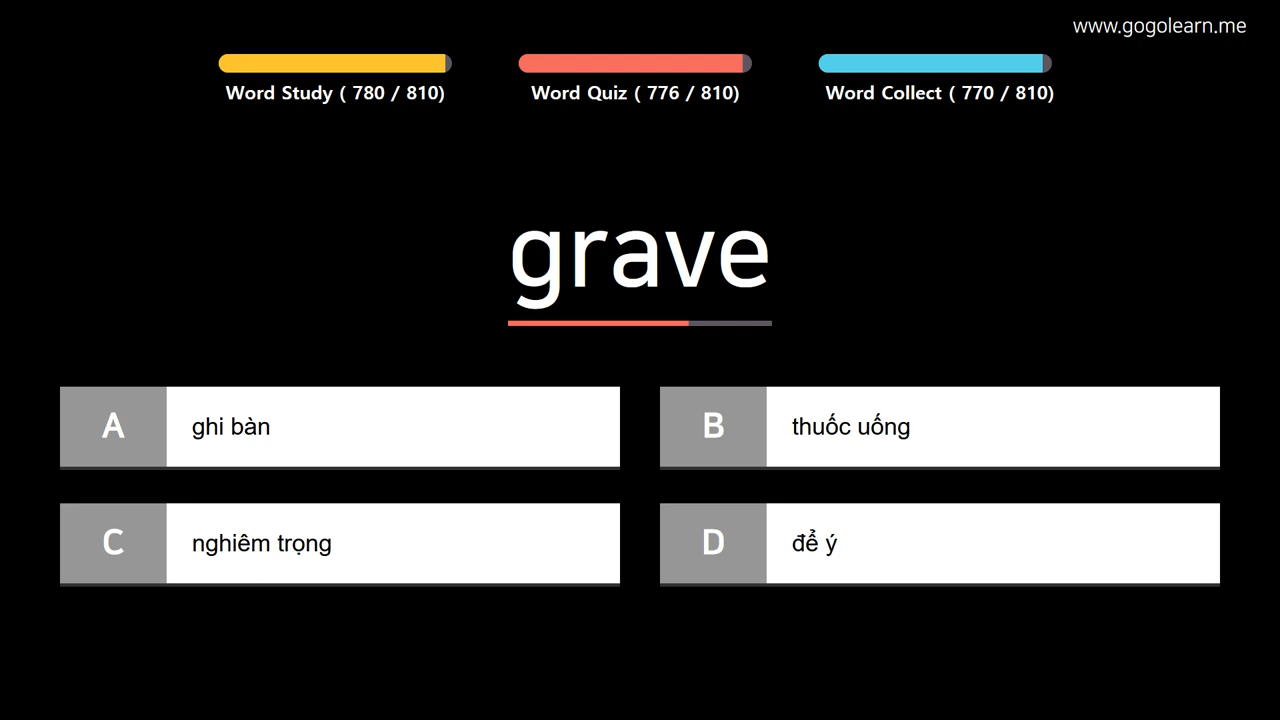 www.gogolearn.me
Word Study ( 780 / 810)
Word Quiz ( 776 / 810)
Word Collect ( 770 / 810)
grave
A ghi bàn
B thuốc uống
C nghiêm trọng
D để ý